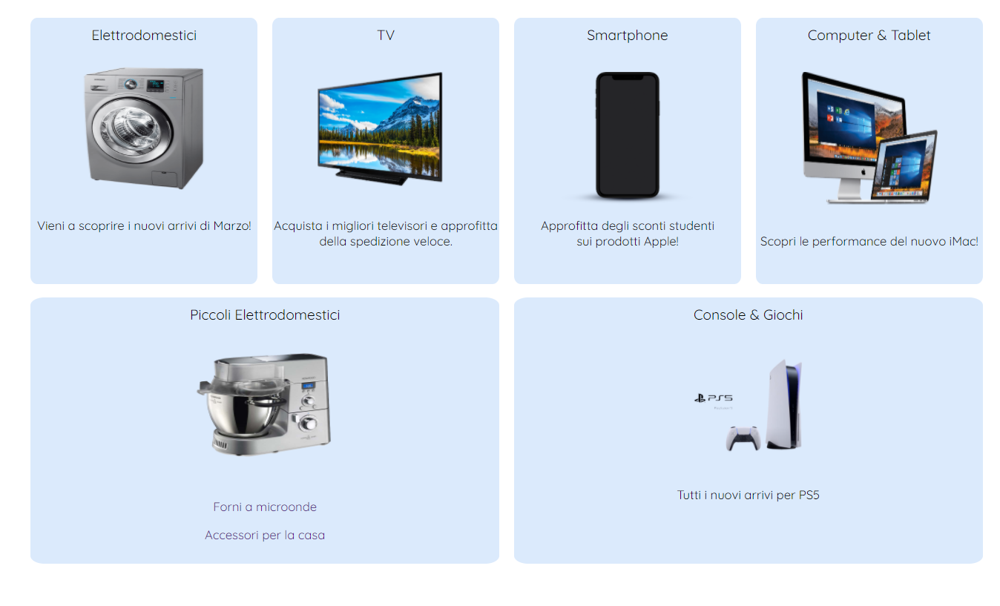 Elettrodomestici
TV
Smartphone
Computer & Tablet
Vieni a scoprire i nuovi arrivi di Marzo!
Acquista i migliori televisori e approfitta
della spedizione veloce.
Approfitta degli sconti studenti
sui prodotti Apple!
Scopri le performance del nuovo iMac!
Piccoli Elettrodomestici
Console & Giochi
PS5
Forni a microonde
Accessori per la casa
Tutti i nuovi arrivi per PS5